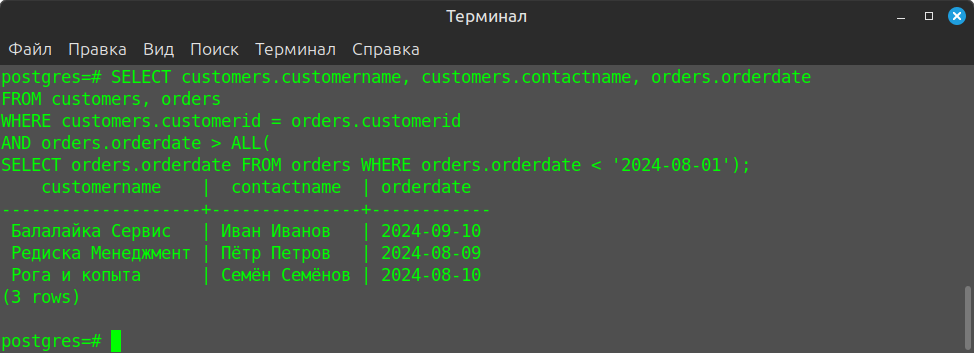 Терминал
Файл Правка Вид Поиск Терминал Справка
postgres=# SELECT customers.customername, customers.contactname, orders.orderdate
FROM customers, orders
WHERE customers.customerid = orders.customerid
AND orders.orderdate > ALL(
SELECT orders.orderdate FROM orders WHERE orders.orderdate < '2024-08-01');
    customername    |  contactname  | orderdate
--------------------+---------------+------------
 Балалайка Сервис   | Иван Иванов   | 2024-09-10
 Редиска Менеджмент | Пётр Петров   | 2024-08-09
 Рога и копыта      | Семён Семёнов | 2024-08-10
(3 rows)
postgres=#